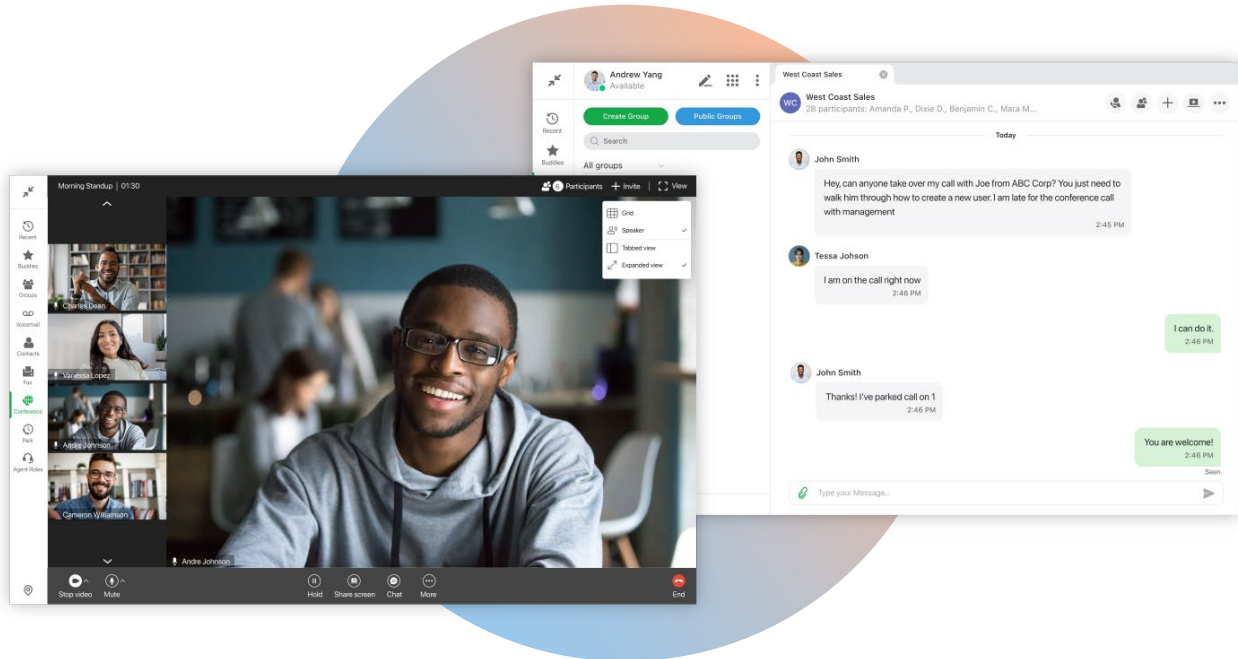 Andrew Yang
Available
Recent
Buddies
Create Group
Public Groups
Search
All groups
West Coast Sales
WC
West Coast Sales
28 participants: Amanda P., Dixie D., Benjamin C., Mara M...
Today
John Smith
Hey, can anyone take over my call with Joe from ABC Corp? You just need to
walk him through how to create a new user. I am late for the conference call
with management
2:45 PM
Tessa Johson
I am on the call right now
2:46 PM
I can do it.
2:46 PM
John Smith
Thanks! I've parked call on 1
2:46 PM
You are welcome!
2:46 PM
Seen
Type your Message...
Morning Standup | 01:30
6 Participants
Invite
View
Grid
Speaker
Tabbed view
Expanded view
Recent
Buddies
Groups
Voicemail
Contacts
Fax
Conference
Park
Agent Roles
Charles Dean
Vanessa Lopez
Andre Johnson
Cameron Williamson
Andre Johnson
Stop video
Mute
Hold
Share screen
Chat
More
End